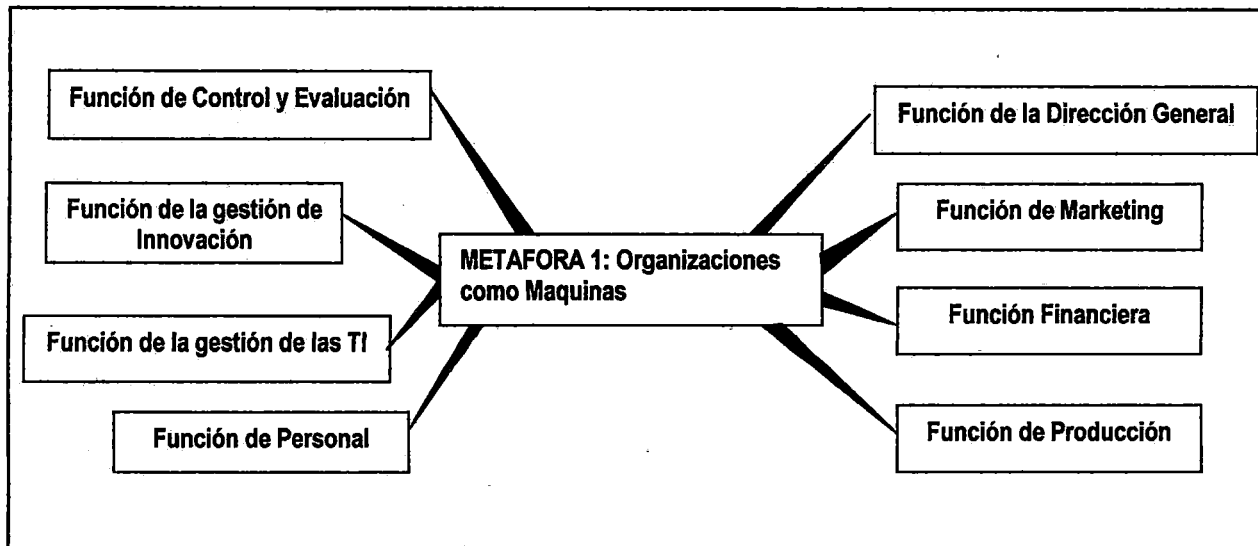 Función de Control y Evaluación
Función de la Dirección General
Función de la gestión de
Innovación
Función de Marketing
METAFORA 1: Organizaciones
como Maquinas
Función Financiera
Función de la gestión de las TI
Función de Personal
Función de Producción